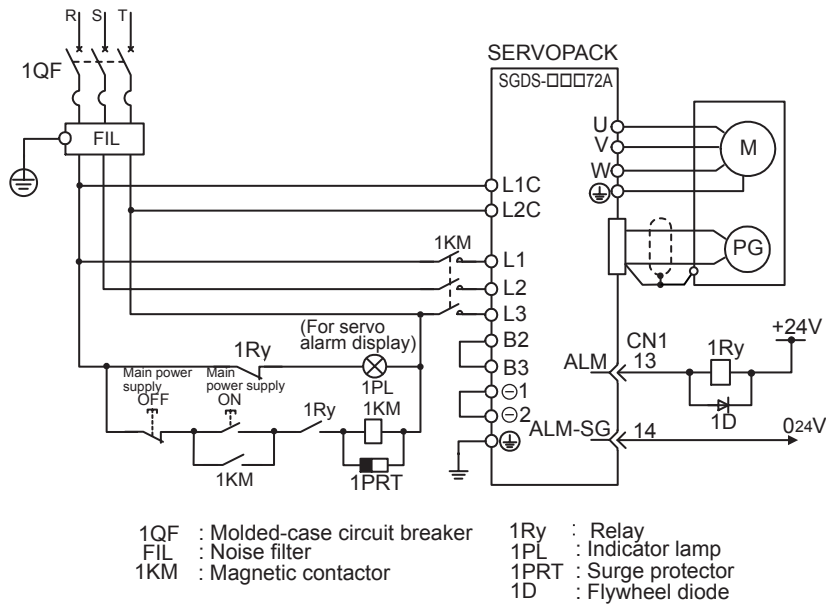 R S T
1QF
FIL
SERVOPACK
SGDS-□□□72A
U
V
W
M
L1C
L2C
PG
1KM
L1
L2
L3
B2
B3
⊖1
⊖2
(For servo
alarm display)
1Ry
1PL
Main power
supply
OFF
Main
power supply
ON
1Ry
1KM
1KM
1PRT
CN1
ALM 13
1Ry
+24V
1D
ALM-SG 14
024V
1QF : Molded-case circuit breaker
FIL : Noise filter
1KM : Magnetic contactor
1Ry : Relay
1PL : Indicator lamp
1PRT : Surge protector
1D : Flywheel diode